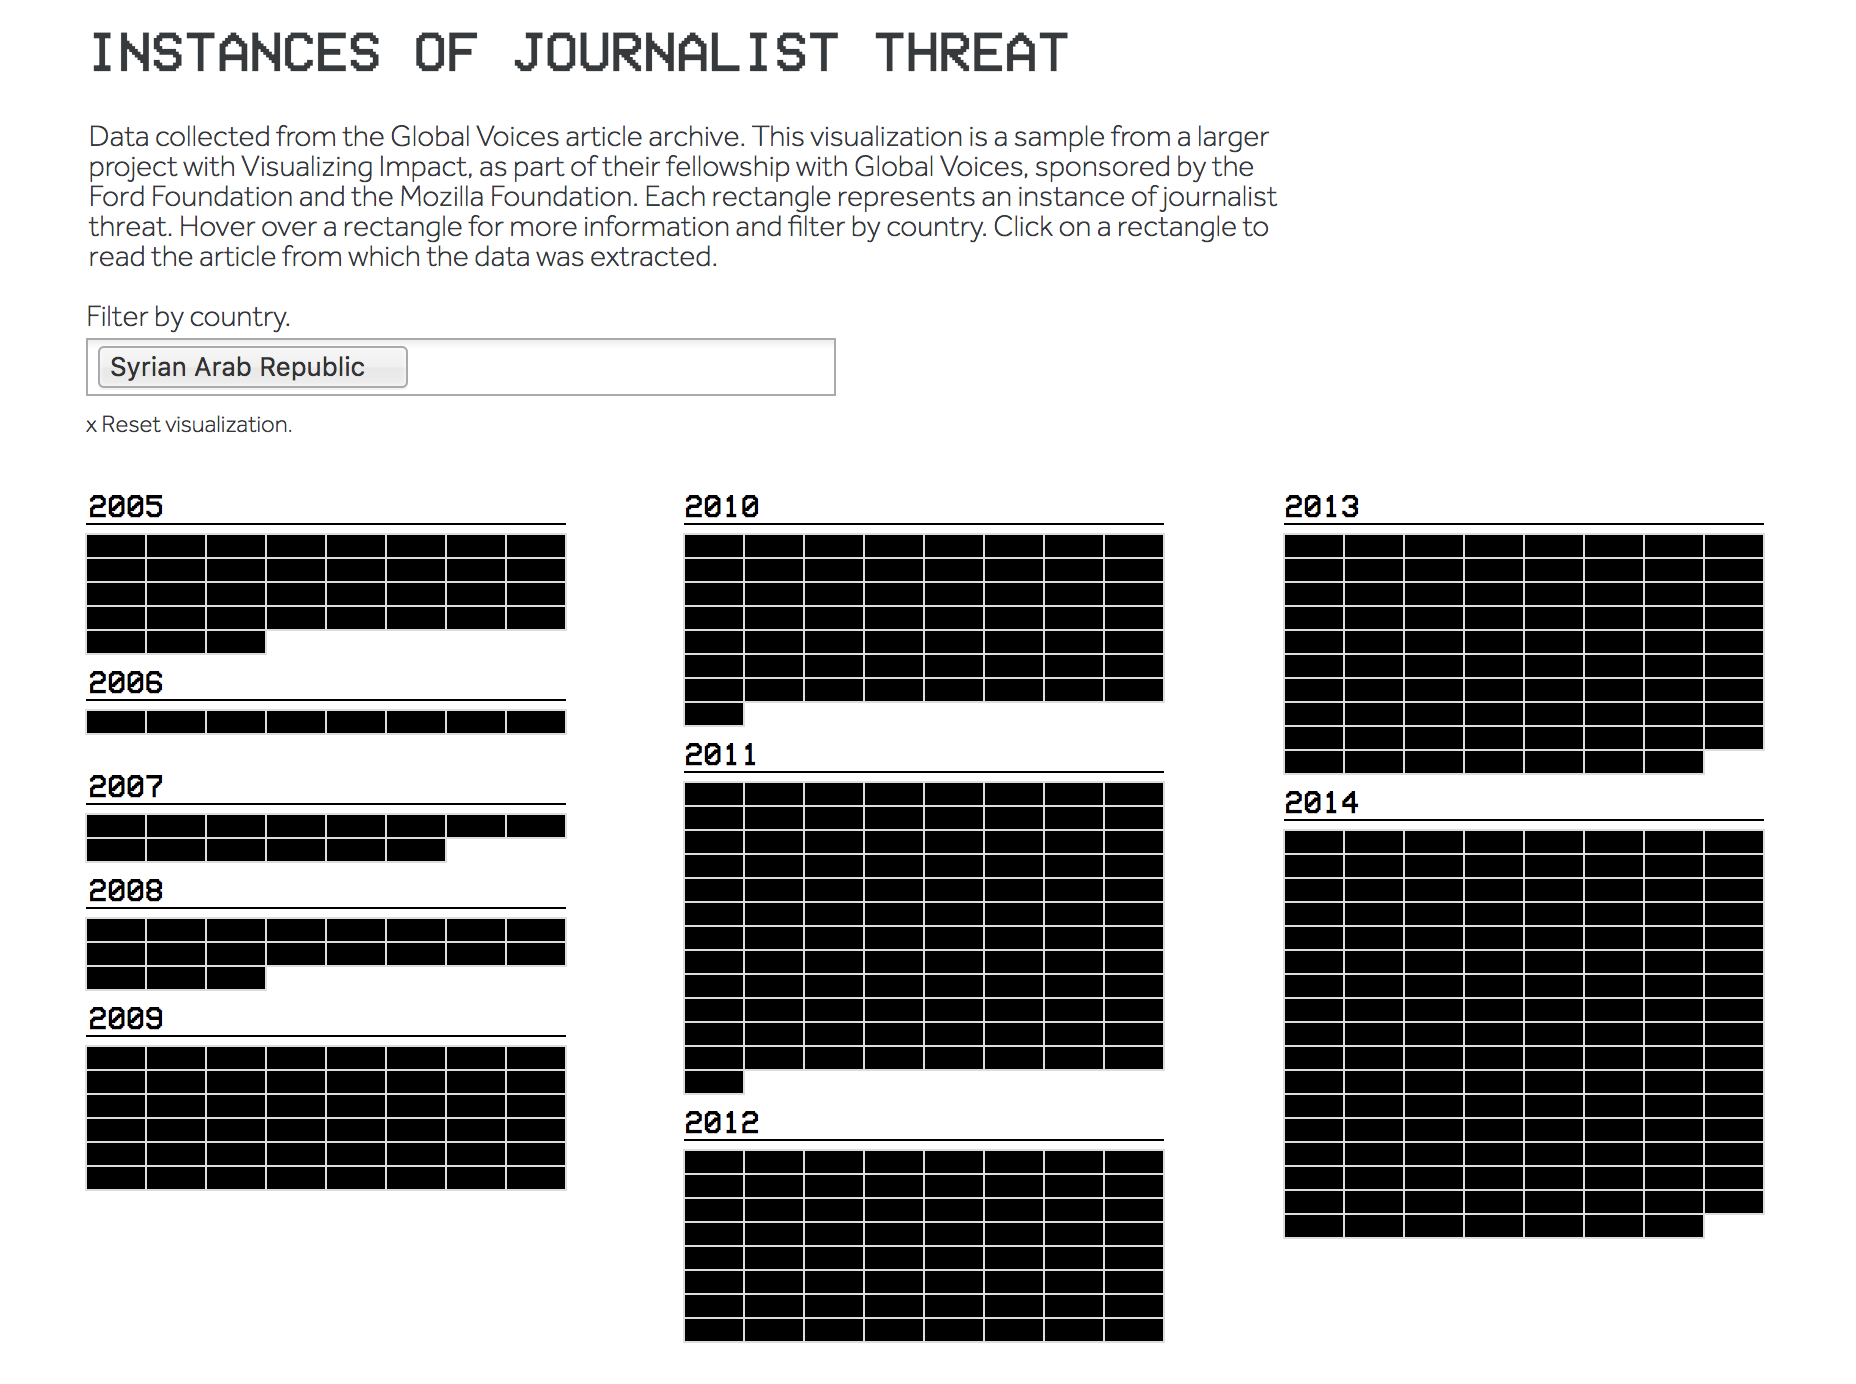 INSTANCES OF JOURNALIST THREAT
Data collected from the Global Voices article archive. This visualization is a sample from a larger
project with Visualizing Impact, as part of their fellowship with Global Voices, sponsored by the
Ford Foundation and the Mozilla Foundation. Each rectangle represents an instance of journalist
threat. Hover over a rectangle for more information and filter by country. Click on a rectangle to
read the article from which the data was extracted.
Filter by country.
Syrian Arab Republic
x Reset visualization.
2005
2006
2007
2008
2009
2010
2011
2012
2013
2014